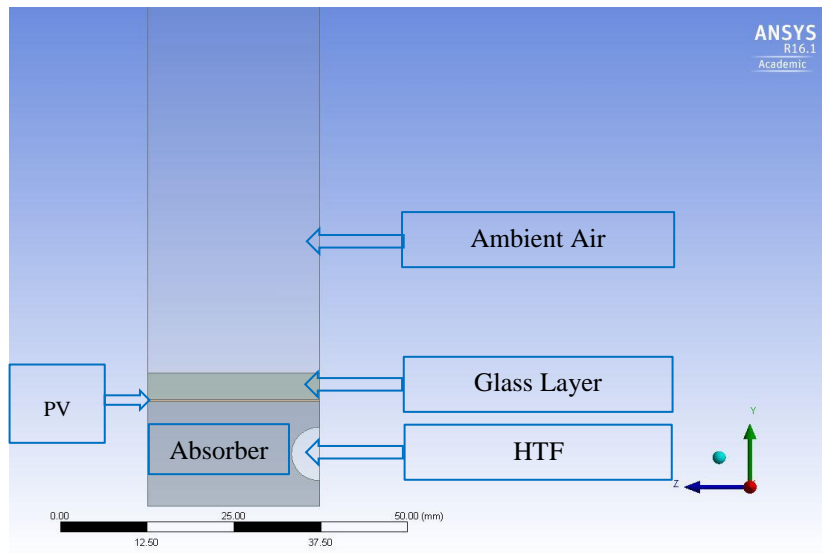 ANSYS
R16.1
Academic
Ambient Air
Glass Layer
PV
Absorber
HTF
Y
Z
0.00
25.00
50.00 (mm)
12.50
37.50